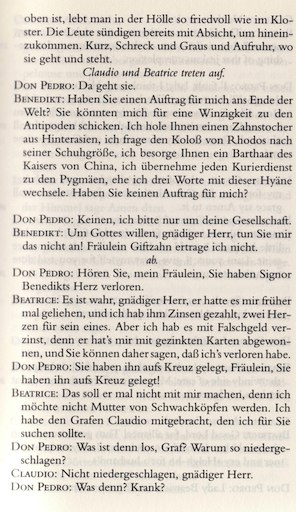 oben ist, lebt man in der Hölle so friedvoll wie im Klo-
ster. Die Leute sündigen bereits mit Absicht, um hinein-
zukommen. Kurz, Schreck und Graus und Aufruhr, wo
sie geht und steht.
Claudio und Beatrice treten auf.
DON PEDRO: Da geht sie.
BENEDIKT: Haben Sie einen Auftrag für mich ans Ende der
Welt? Sie könnten mich für eine Winzigkeit zu den
Antipoden schicken. Ich hole Ihnen einen Zahnstocher
aus Hinterasien, ich frage den Koloß von Rhodos nach
seiner Schuhgröße, ich besorge Ihnen ein Barthaar des
Kaisers von China, ich übernehme jeden Kurierdienst
zu den Pygmäen, ehe ich drei Worte mit dieser Hyäne
wechsele. Haben Sie keinen Auftrag für mich?
DON PEDRO: Keinen, ich bitte nur um deine Gesellschaft.
BENEDIKT: Um Gottes willen, gnädiger Herr, tun Sie mir
das nicht an! Fräulein Giftzahn ertrage ich nicht.
ab.
DON PEDRO: Hören Sie, mein Fräulein, Sie haben Signor
Benedikts Herz verloren.
BEATRICE: Es ist wahr, gnädiger Herr, er hatte es mir früher
mal geliehen, und ich hab ihm Zinsen gezahlt, zwei Her-
zen für sein eines. Aber ich hab es mit Falschgeld ver-
zinst, denn er hat's mir mit gezinkten Karten abgewon-
nen, und Sie können daher sagen, daß ich's verloren habe.
DON PEDRO: Sie haben ihn aufs Kreuz gelegt, Fräulein, Sie
haben ihn aufs Kreuz gelegt!
BEATRICE: Das soll er mal nicht mit mir machen, denn ich
möchte nicht Mutter von Schwachköpfen werden. Ich
habe den Grafen Claudio mitgebracht, den ich für Sie
suchen sollte.
DON PEDRO: Was ist denn los, Graf? Warum so niederge-
schlagen?
CLAUDIO: Nicht niedergeschlagen, gnädiger Herr.
DON PEDRO: Was denn? Krank?